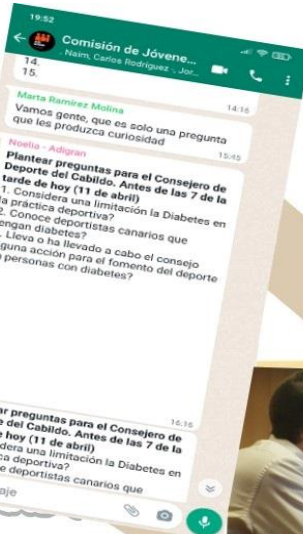 19:52
Comisión de Jóvene...
Naim, Carlos Rodríguez, Jor...
14.
15.
14:16
Marta Ramírez Molina
Vamos gente, que es solo una pregunta
que les produzca curiosidad
15:45
Noelia - Adigran
Plantear preguntas para el Consejero de
Deporte del Cabildo. Antes de las 7 de la
tarde de hoy (11 de abril)
1. Considera una limitación la Diabetes en
la práctica deportiva?
2. Conoce deportistas canarios que
tengan diabetes?
Lleva o ha llevado a cabo el consejo
guna acción para el fomento del deporte
personas con diabetes?
16:16
ar preguntas para el Consejero de
e del Cabildo. Antes de las 7 de la
hoy (11 de abril)
dera una limitación la Diabetes en
ca deportiva?
e deportistas canarios que
aje